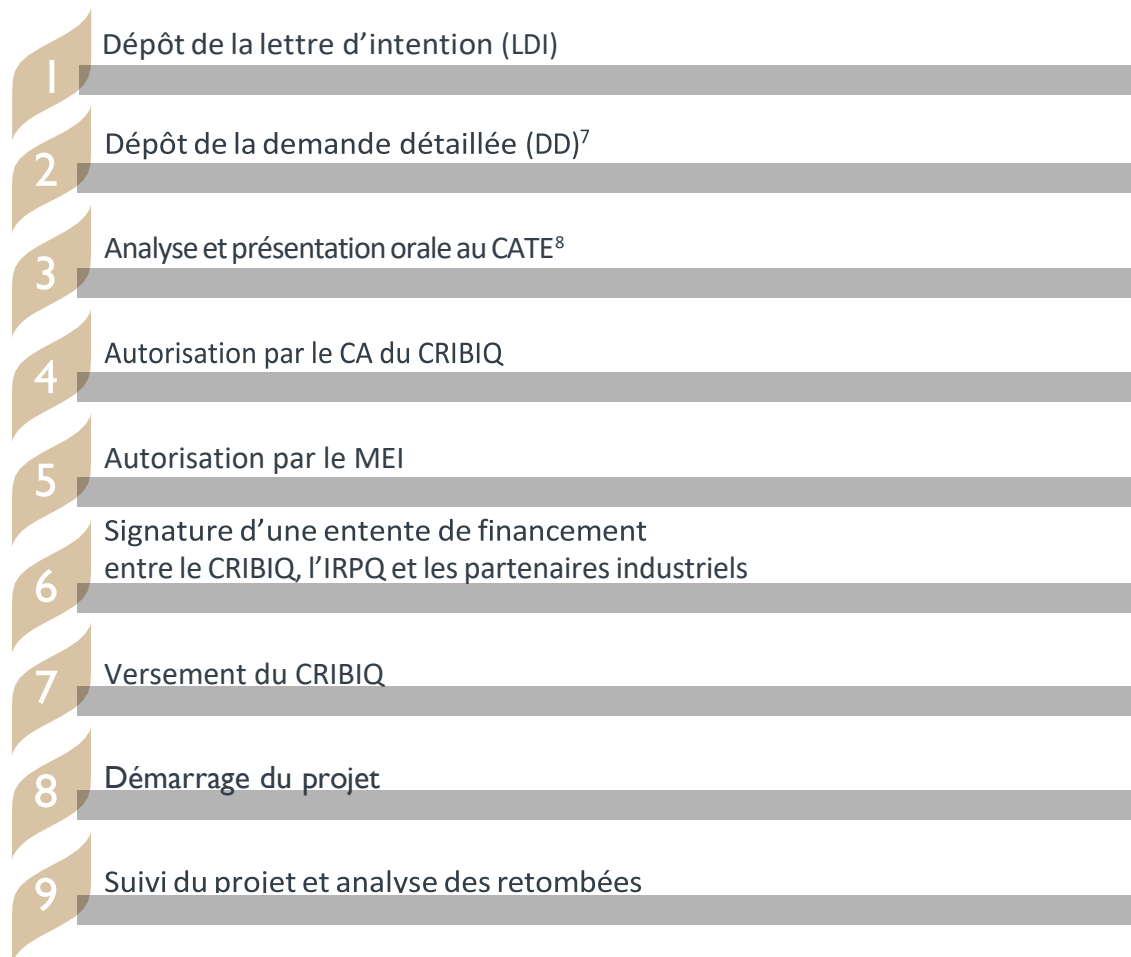 1
Dépôt de la lettre d’intention (LDI)
2
Dépôt de la demande détaillée (DD)⁷
3
Analyse et présentation orale au CATE⁸
4
Autorisation par le CA du CRIBIQ
5
Autorisation par le MEI
6
Signature d’une entente de financement
entre le CRIBIQ, l’IRPQ et les partenaires industriels
7
Versement du CRIBIQ
8
Démarrage du projet
9
Suivi du projet et analyse des retombées